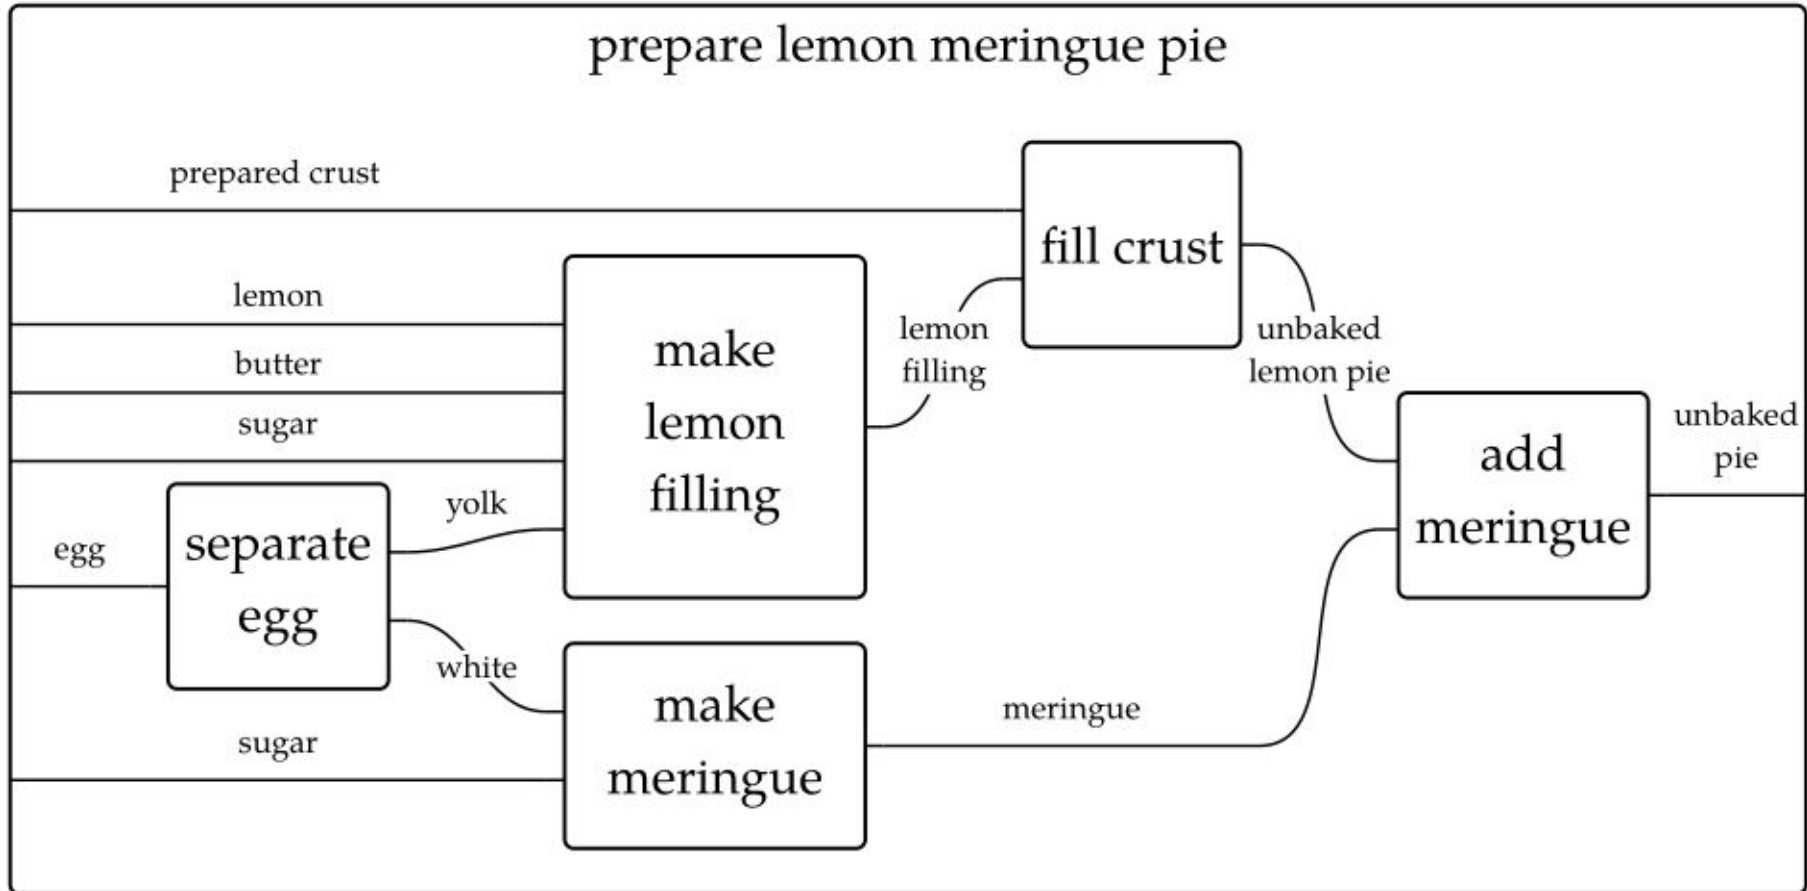 prepare lemon meringue pie
prepared crust
fill crust
lemon
butter
sugar
make
lemon
filling
lemon
filling
unbaked
lemon pie
yolk
egg
separate
egg
white
add
meringue
unbaked
pie
sugar
make
meringue
meringue